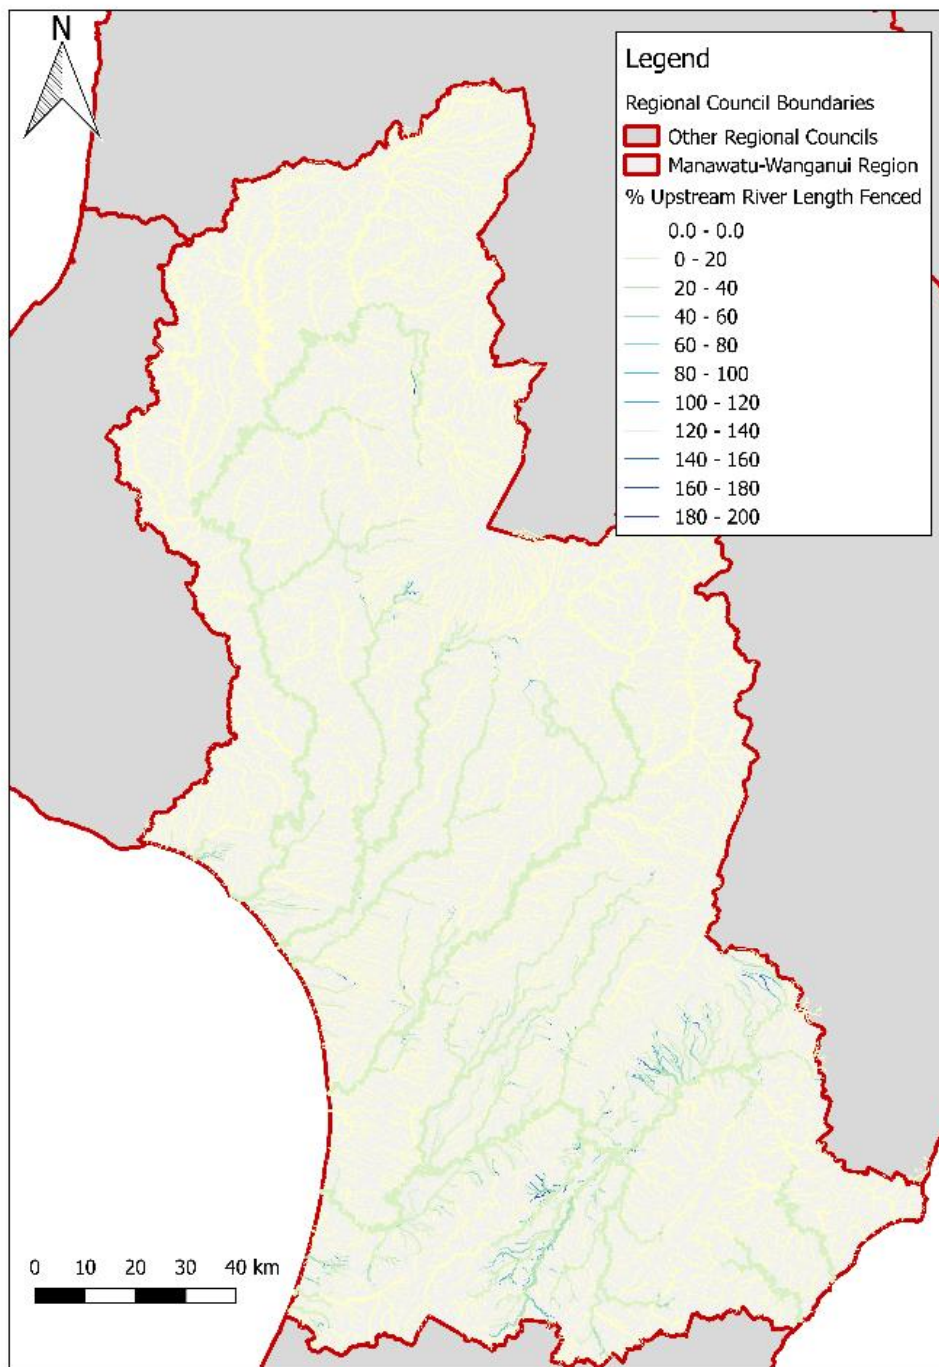 N
Legend
Regional Council Boundaries
Other Regional Councils
Manawatu-Wanganui Region
% Upstream River Length Fenced
0.0 - 0.0
0 - 20
20 - 40
40 - 60
60 - 80
80 - 100
100 - 120
120 - 140
140 - 160
160 - 180
180 - 200
0 10 20 30 40 km